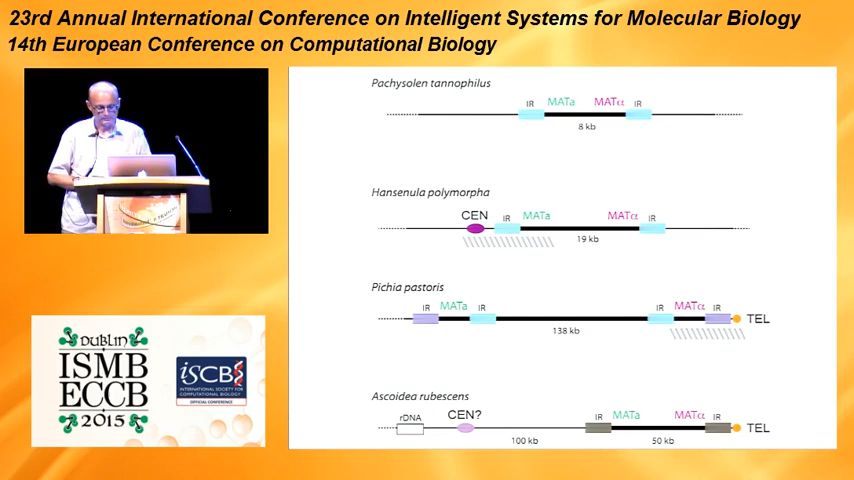 23rd Annual International Conference on Intelligent Systems for Molecular Biology
14th European Conference on Computational Biology
Pachysolen tannophilus
IR MATa MATα IR
8 kb
Hansenula polymorpha
CEN IR MATa MATα IR
19 kb
Pichia pastoris
IR MATa IR IR MATα IR TEL
138 kb
Ascoidea rubescens
rDNA CEN? IR MATa MATα IR TEL
100 kb 50 kb
DUBLIN
ISMB
ECCB
2015
ISCB
INTERNATIONAL SOCIETY FOR
COMPUTATIONAL BIOLOGY
OFFICIAL CONFERENCE